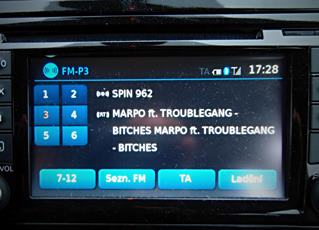 FM-P3 TA 17:28
1 2 SPIN 962
3 4 MARPO ft. TROUBLEGANG -
BITCHES MARPO ft. TROUBLEGANG
5 6 - BITCHES
7-12 Sezn. FM TA Ladění
VOL